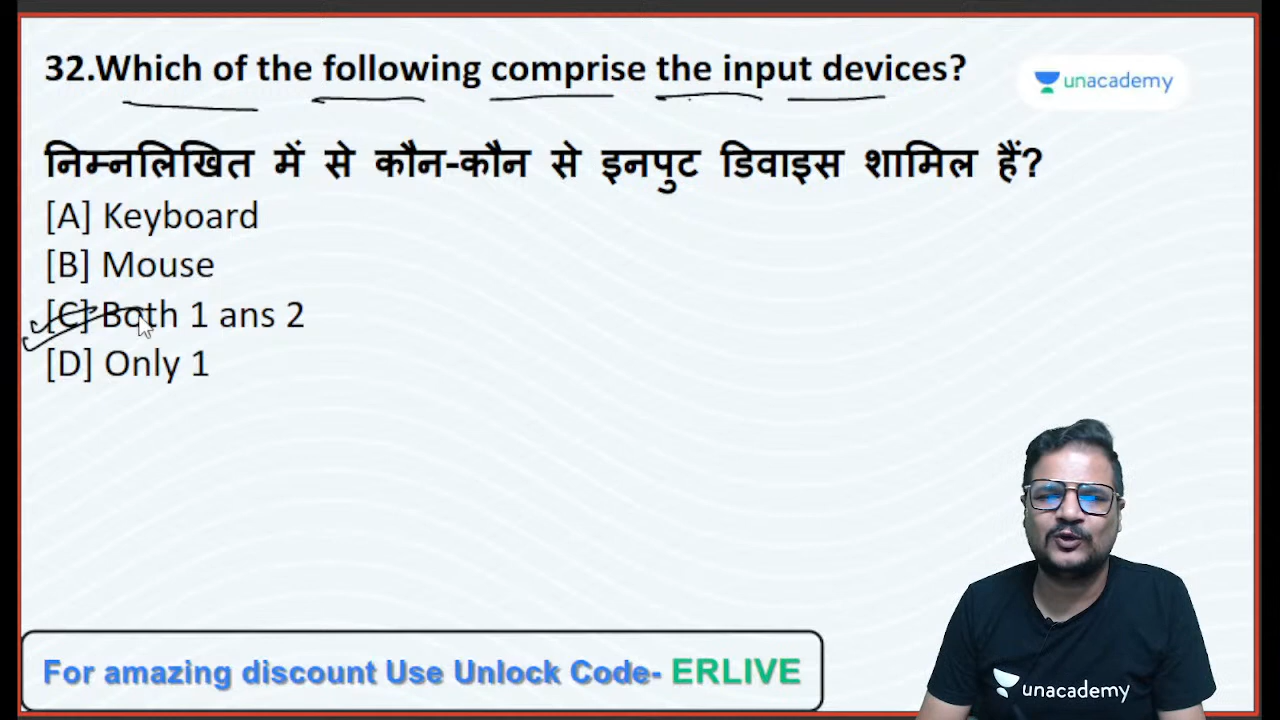 32.Which of the following comprise the input devices?
unacademy
निम्नलिखित में से कौन-कौन से इनपुट डिवाइस शामिल हैं?
[A] Keyboard
[B] Mouse
[C] Both 1 ans 2
[D] Only 1
For amazing discount Use Unlock Code- ERLIVE
unacademy